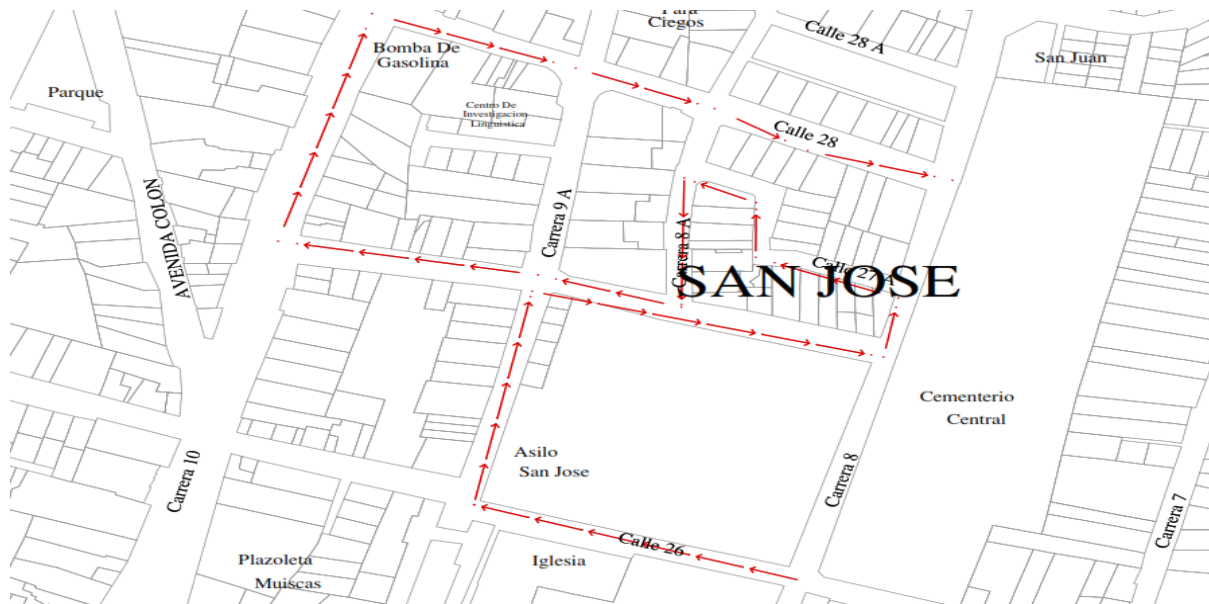 Para
Ciegos
Calle 28 A
Bomba De
Gasolina
San Juan
Parque
Centro De
Investigacion
Linguistica
Calle 28
AVENIDA COLON
Carrera 9 A
Carrera 8 A
Calle 27 A
SAN JOSE
Cementerio
Central
Asilo
San Jose
Carrera 10
Carrera 8
Carrera 7
Calle 26
Iglesia
Plazoleta
Muiscas